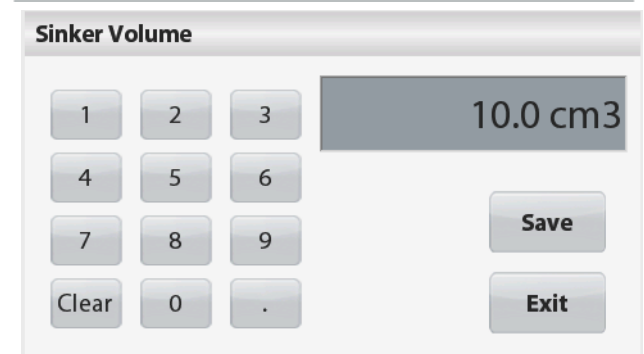 Sinker Volume
10.0 cm3
1 2 3
4 5 6
7 8 9
Clear 0 .
Save
Exit